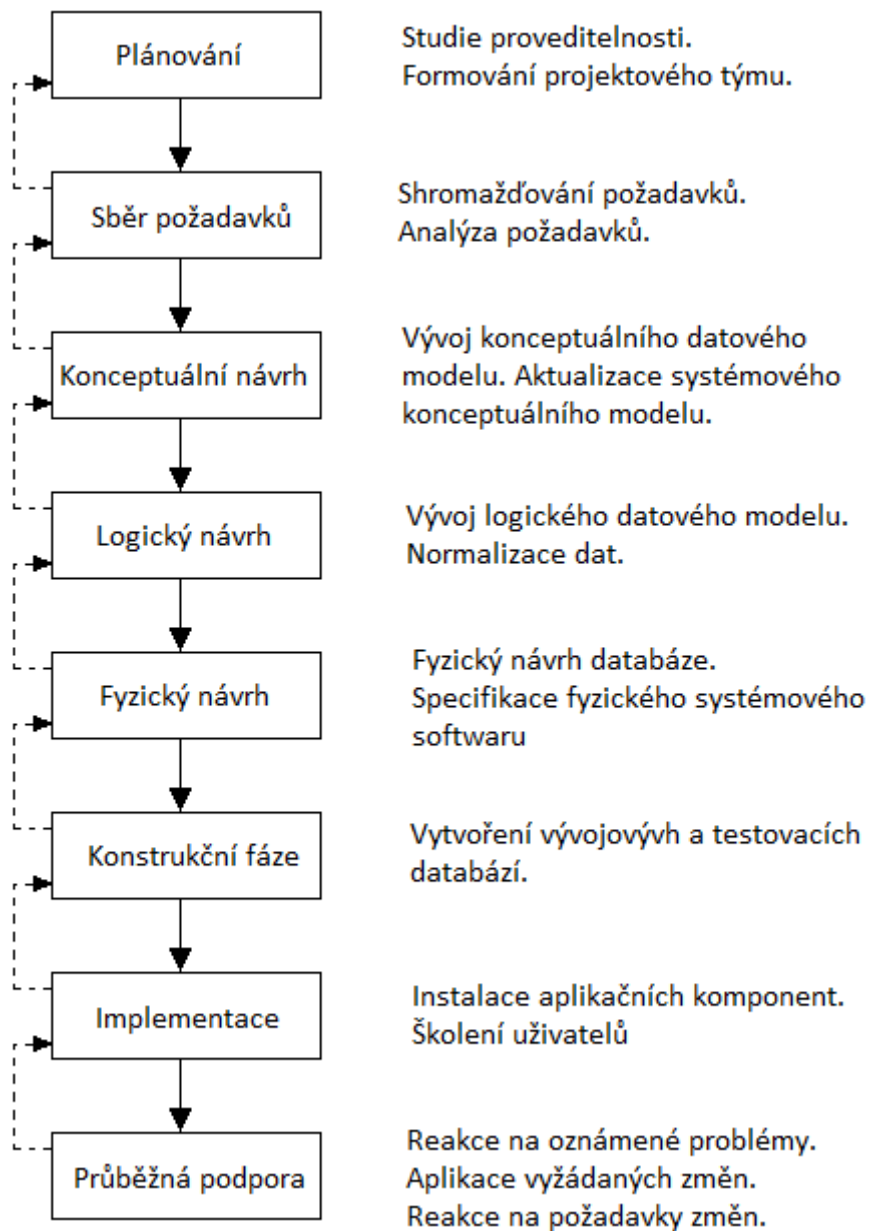 Plánování
Studie proveditelnosti.
Formování projektového týmu.
Sběr požadavků
Shromažďování požadavků.
Analýza požadavků.
Konceptuální návrh
Vývoj konceptuálního datového
modelu. Aktualizace systémového
konceptuálního modelu.
Logický návrh
Vývoj logického datového modelu.
Normalizace dat.
Fyzický návrh
Fyzický návrh databáze.
Specifikace fyzického systémového
softwaru
Konstrukční fáze
Vytvoření vývojovývh a testovacích
databází.
Implementace
Instalace aplikačních komponent.
Školení uživatelů
Průběžná podpora
Reakce na oznámené problémy.
Aplikace vyžádaných změn.
Reakce na požadavky změn.